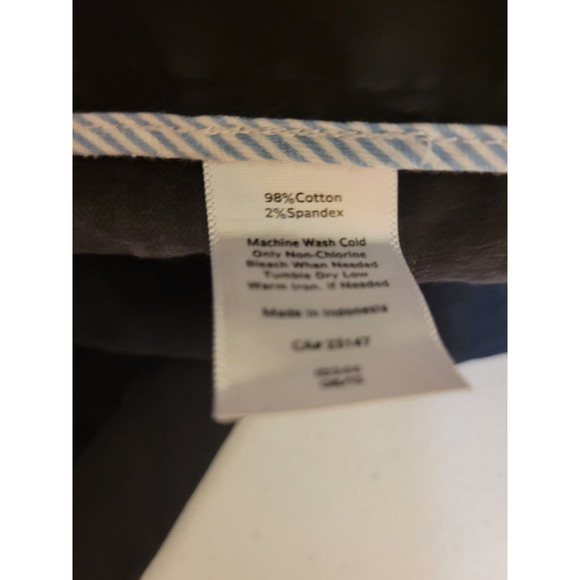 98%Cotton
2%Spandex
Machine Wash Cold
Only Non-Chlorine
Bleach When Needed
Tumble Dry Low
Warm Iron, if Needed
Made in Indonesia
CA# 23147